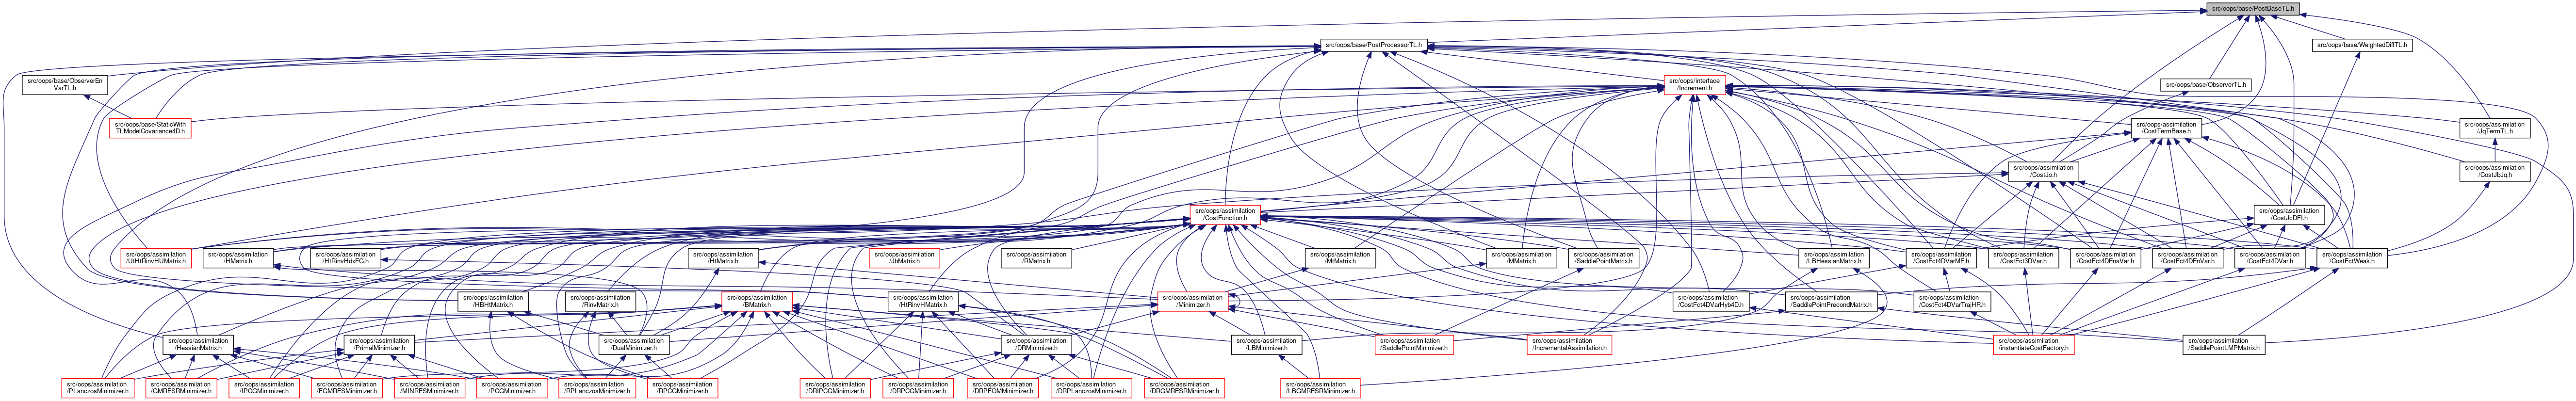 src/oops/base/PostBaseTL.h
src/oops/base/PostProcessorTL.h
src/oops/base/WeightedDiffTL.h
src/oops/base/ObserverEn
VarTL.h
src/oops/interface
/Increment.h
src/oops/base/ObserverTL.h
src/oops/base/StaticWith
TLModelCovariance4D.h
src/oops/assimilation
/CostTermBase.h
src/oops/assimilation
/JqTermTL.h
src/oops/assimilation
/CostJo.h
src/oops/assimilation
/CostJbJq.h
src/oops/assimilation
/CostFunction.h
src/oops/assimilation
/CostJcDFI.h
src/oops/assimilation
/UtHtRinvHUMatrix.h
src/oops/assimilation
/HMatrix.h
src/oops/assimilation
/HtRinvHdxFG.h
src/oops/assimilation
/HtMatrix.h
src/oops/assimilation
/JbMatrix.h
src/oops/assimilation
/RMatrix.h
src/oops/assimilation
/MtMatrix.h
src/oops/assimilation
/MMatrix.h
src/oops/assimilation
/SaddlePointMatrix.h
src/oops/assimilation
/LBHessianMatrix.h
src/oops/assimilation
/CostFct4DVarMF.h
src/oops/assimilation
/CostFct3DVar.h
src/oops/assimilation
/CostFct4DEnsVar.h
src/oops/assimilation
/CostFct4DEnVar.h
src/oops/assimilation
/CostFct4DVar.h
src/oops/assimilation
/CostFctWeak.h
src/oops/assimilation
/HBHtMatrix.h
src/oops/assimilation
/RinvMatrix.h
src/oops/assimilation
/BMatrix.h
src/oops/assimilation
/HtRinvHMatrix.h
src/oops/assimilation
/Minimizer.h
src/oops/assimilation
/CostFct4DVarHyb4D.h
src/oops/assimilation
/SaddlePointPrecondMatrix.h
src/oops/assimilation
/CostFct4DVarTrajHR.h
src/oops/assimilation
/HessianMatrix.h
src/oops/assimilation
/PrimalMinimizer.h
src/oops/assimilation
/DualMinimizer.h
src/oops/assimilation
/DRMinimizer.h
src/oops/assimilation
/LBMinimizer.h
src/oops/assimilation
/SaddlePointMinimizer.h
src/oops/assimilation
/IncrementalAssimilation.h
src/oops/assimilation
/instantiateCostFactory.h
src/oops/assimilation
/SaddlePointLMPMatrix.h
src/oops/assimilation
/PLanczosMinimizer.h
src/oops/assimilation
/GMRESRMinimizer.h
src/oops/assimilation
/IPCGMinimizer.h
src/oops/assimilation
/FGMRESMinimizer.h
src/oops/assimilation
/MINRESMinimizer.h
src/oops/assimilation
/PCGMinimizer.h
src/oops/assimilation
/RPLanczosMinimizer.h
src/oops/assimilation
/RPCGMinimizer.h
src/oops/assimilation
/DRIPCGMinimizer.h
src/oops/assimilation
/DRPCGMinimizer.h
src/oops/assimilation
/DRPFOMMinimizer.h
src/oops/assimilation
/DRPLanczosMinimizer.h
src/oops/assimilation
/DRGMRESRMinimizer.h
src/oops/assimilation
/LBGMRESRMinimizer.h